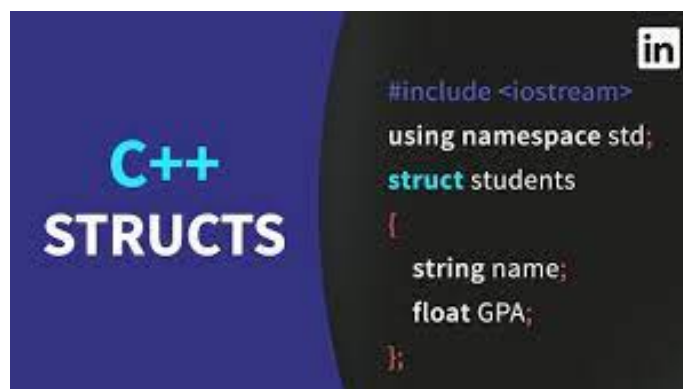 C++
STRUCTS
in
#include <iostream>
using namespace std;
struct students
{
string name;
float GPA;
};